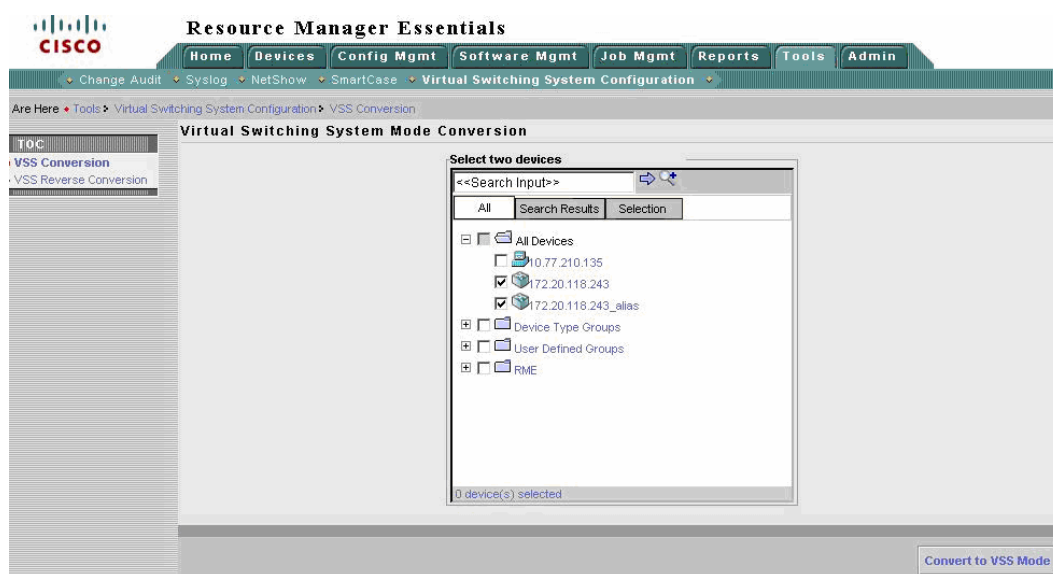 CISCO
Resource Manager Essentials
Home Devices Config Mgmt Software Mgmt Job Mgmt Reports Tools Admin
Change Audit Syslog NetShow SmartCase Virtual Switching System Configuration
Are Here Tools Virtual Switching System Configuration VSS Conversion
TOC
VSS Conversion
VSS Reverse Conversion
Virtual Switching System Mode Conversion
Select two devices
<<Search Input>>
All Search Results Selection
All Devices
10.77.210.135
172.20.118.243
172.20.118.243_alias
Device Type Groups
User Defined Groups
RME
0 device(s) selected
Convert to VSS Mode